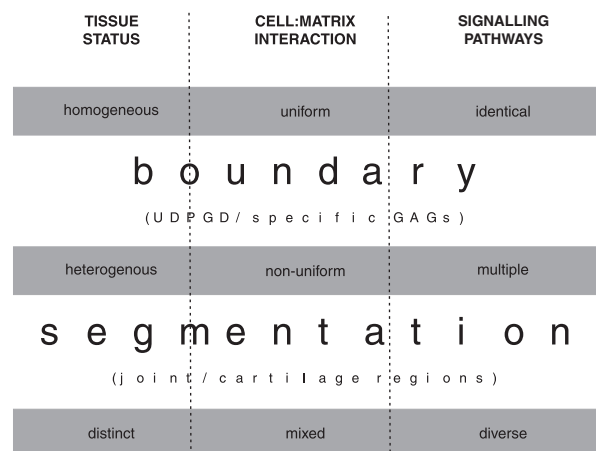 TISSUE STATUS CELL:MATRIX INTERACTION SIGNALLING PATHWAYS
homogeneous uniform identical
boundary
(UDPGD/ specific GAGs)
heterogenous non-uniform multiple
segmentation
(joint/cartilage regions)
distinct mixed diverse